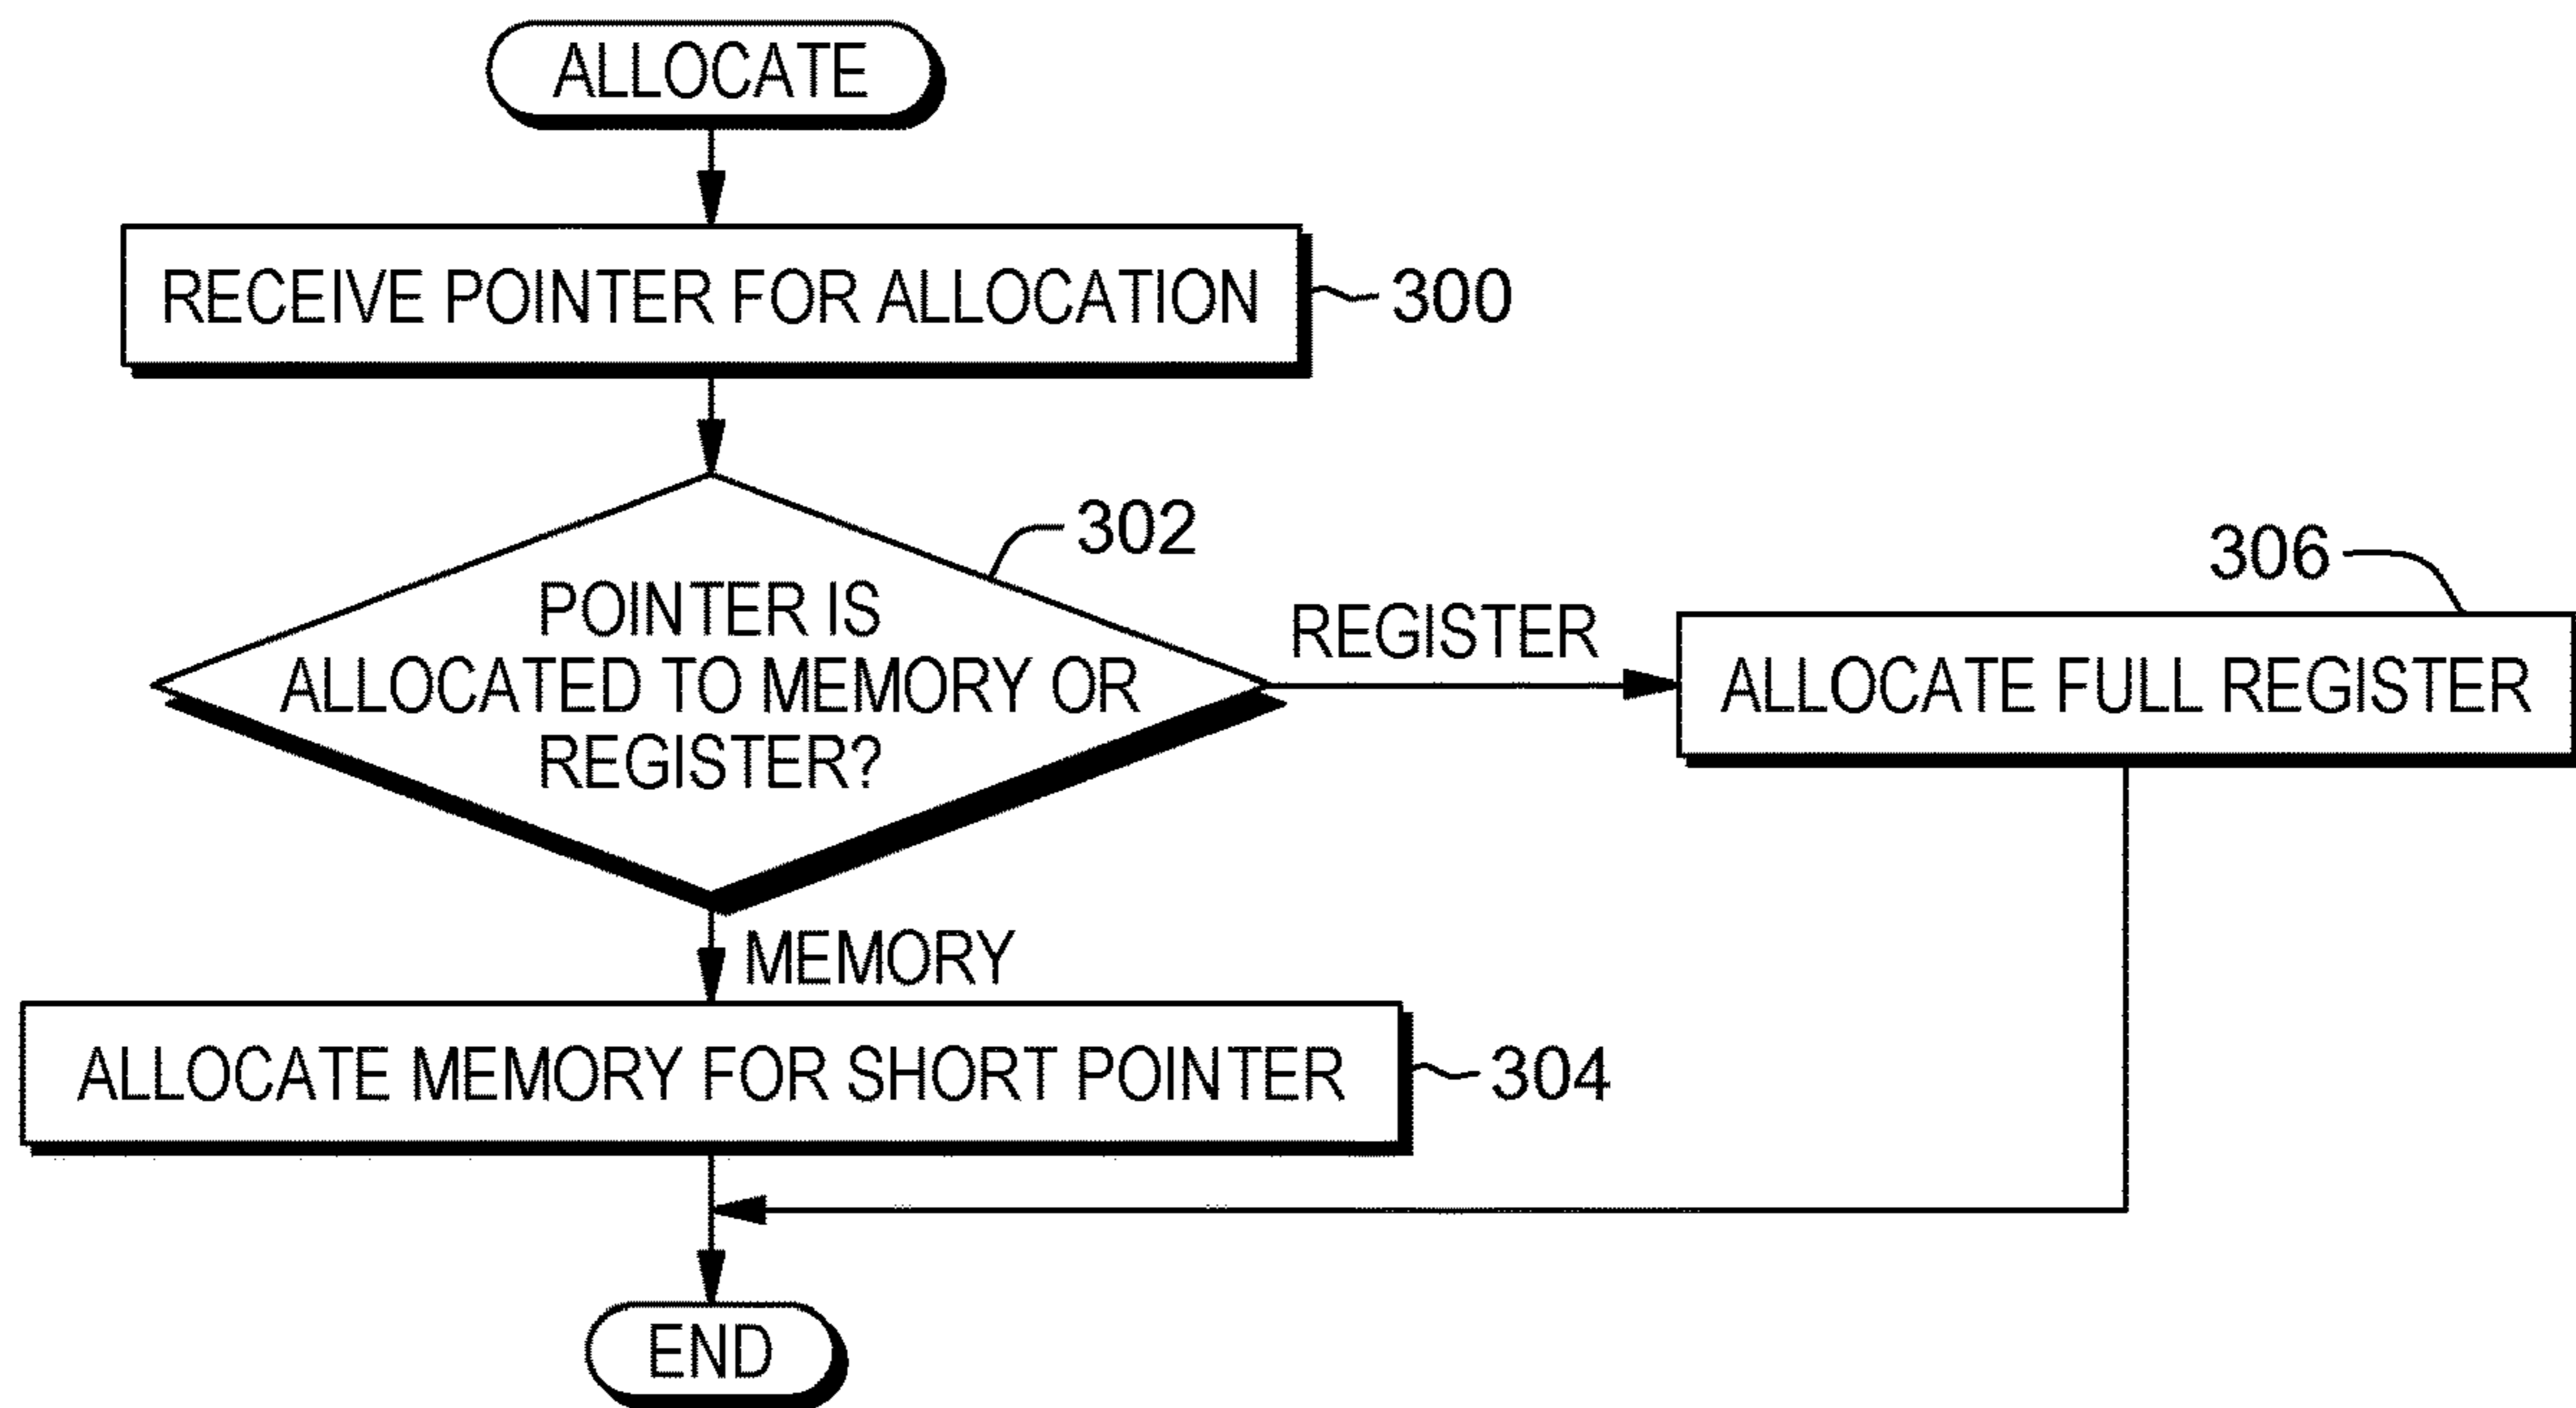 ALLOCATE
RECEIVE POINTER FOR ALLOCATION
300
302
POINTER IS
ALLOCATED TO MEMORY OR
REGISTER?
REGISTER
306
ALLOCATE FULL REGISTER
MEMORY
ALLOCATE MEMORY FOR SHORT POINTER
304
END